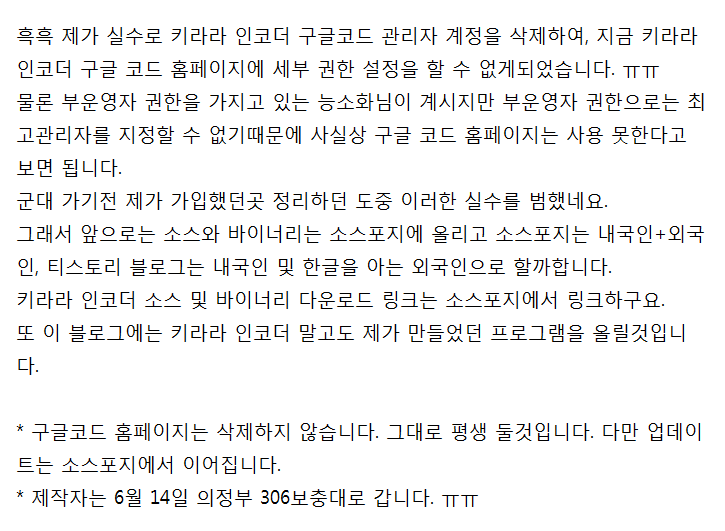 흑흑 제가 실수로 키라라 인코더 구글코드 관리자 계정을 삭제하여, 지금 키라라
인코더 구글 코드 홈페이지에 세부 권한 설정을 할 수 없게되었습니다. ㅠㅠ
물론 부운영자 권한을 가지고 있는 능소화님이 계시지만 부운영자 권한으로는 최
고관리자를 지정할 수 없기때문에 사실상 구글 코드 홈페이지는 사용 못한다고
보면 됩니다.
군대 가기전 제가 가입했던곳 정리하던 도중 이러한 실수를 범했네요.
그래서 앞으로는 소스와 바이너리는 소스포지에 올리고 소스포지는 내국인+외국
인, 티스토리 블로그는 내국인 및 한글을 아는 외국인으로 할까합니다.
키라라 인코더 소스 및 바이너리 다운로드 링크는 소스포지에서 링크하구요.
또 이 블로그에는 키라라 인코더 말고도 제가 만들었던 프로그램을 올릴것입니
다.
* 구글코드 홈페이지는 삭제하지 않습니다. 그대로 평생 둘것입니다. 다만 업데이
트는 소스포지에서 이어집니다.
* 제작자는 6월 14일 의정부 306보충대로 갑니다. ㅠㅠ